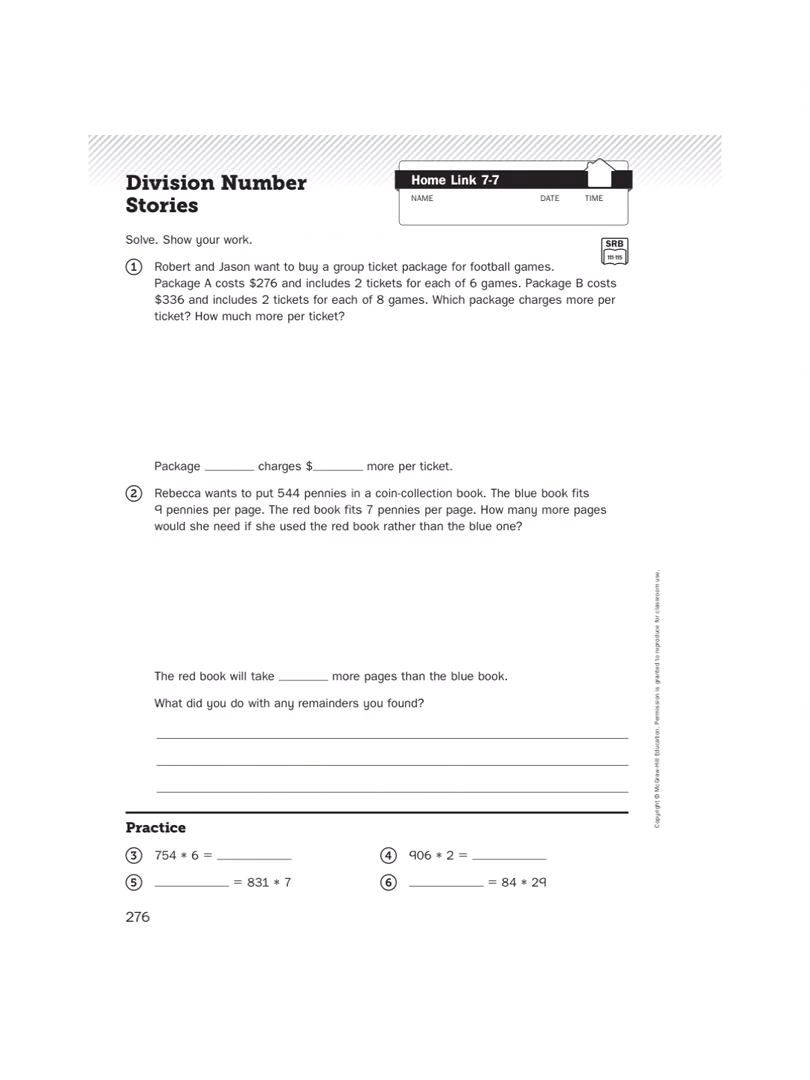 Division Number
Stories
Home Link 7-7
NAME DATE TIME
Solve. Show your work.
SRB
111-115
1 Robert and Jason want to buy a group ticket package for football games.
Package A costs $276 and includes 2 tickets for each of 6 games. Package B costs
$336 and includes 2 tickets for each of 8 games. Which package charges more per
ticket? How much more per ticket?
Package ________ charges $________ more per ticket.
2 Rebecca wants to put 544 pennies in a coin-collection book. The blue book fits
9 pennies per page. The red book fits 7 pennies per page. How many more pages
would she need if she used the red book rather than the blue one?
The red book will take ________ more pages than the blue book.
What did you do with any remainders you found?
Copyright © McGraw-Hill Education. Permission is granted to reproduce for classroom use.
Practice
3 754 * 6 = ____________ 4 906 * 2 = ____________
5 ____________ = 831 * 7 6 ____________ = 84 * 29
276